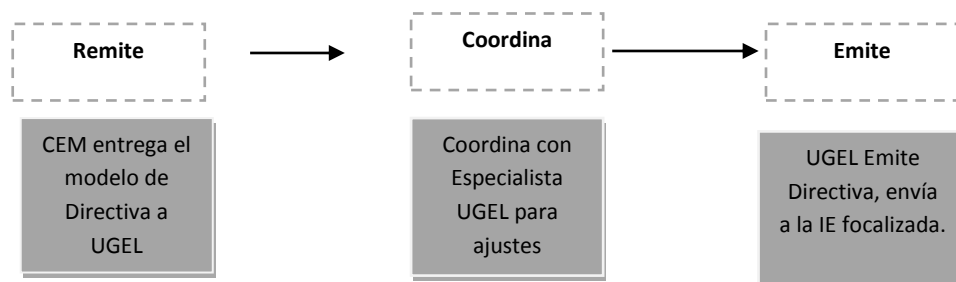 Remite
Coordina
Emite
CEM entrega el
modelo de
Directiva a
UGEL
Coordina con
Especialista
UGEL para
ajustes
UGEL Emite
Directiva, envía
a la IE focalizada.